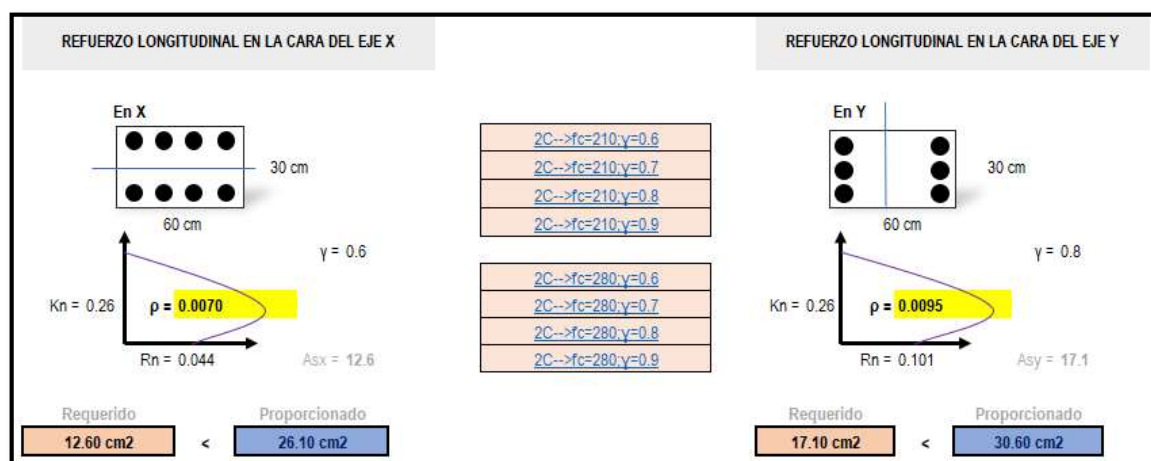 REFUERZO LONGITUDINAL EN LA CARA DEL EJE X
En X
30 cm
60 cm
γ = 0.6
Kn = 0.26
ρ = 0.0070
Rn = 0.044
Asx = 12.6
Requerido
Proporcionado
12.60 cm2 < 26.10 cm2
2C-->fc=210;γ=0.6
2C-->fc=210;γ=0.7
2C-->fc=210;γ=0.8
2C-->fc=210;γ=0.9
2C-->fc=280;γ=0.6
2C-->fc=280;γ=0.7
2C-->fc=280;γ=0.8
2C-->fc=280;γ=0.9
REFUERZO LONGITUDINAL EN LA CARA DEL EJE Y
En Y
30 cm
60 cm
γ = 0.8
Kn = 0.26
ρ = 0.0095
Rn = 0.101
Asy = 17.1
Requerido
Proporcionado
17.10 cm2 < 30.60 cm2